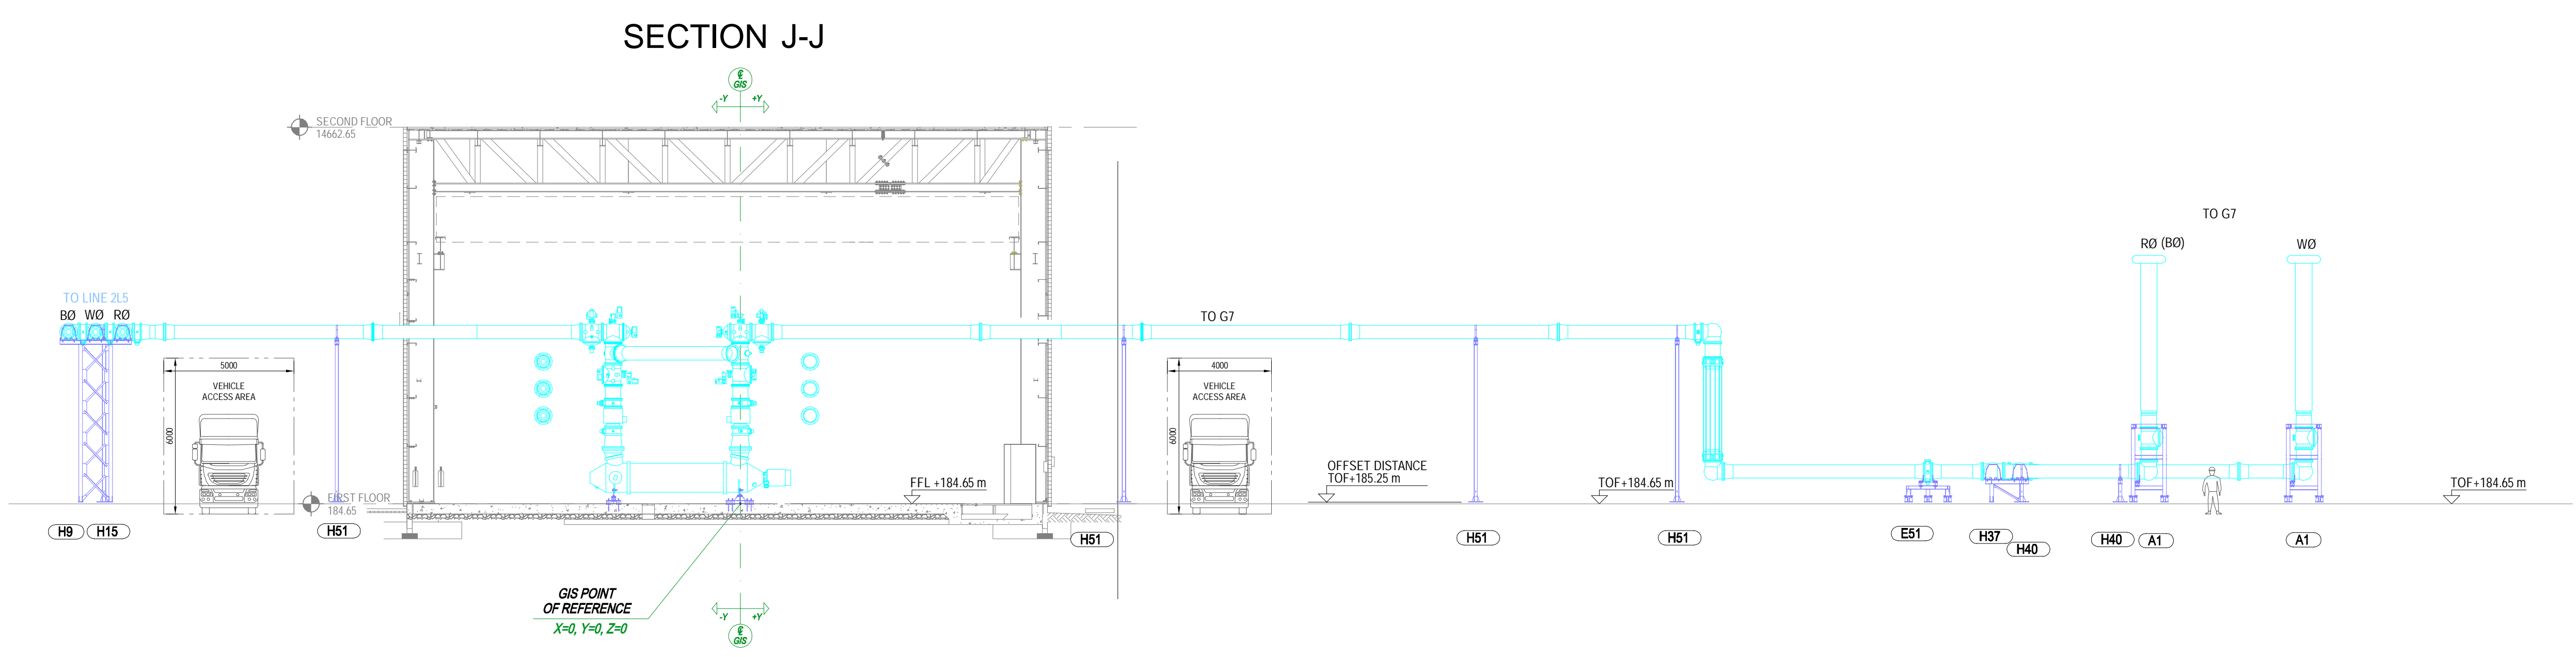 SECTION J-J
℄
GIS
-Y +Y
SECOND FLOOR
14662.65
TO G7
RØ (BØ)
WØ
TO LINE 2L5
BØ WØ RØ
TO G7
5000
VEHICLE
ACCESS AREA
6000
4000
VEHICLE
ACCESS AREA
6000
OFFSET DISTANCE
TOF+185.25 m
FFL +184.65 m
TOF+184.65 m
TOF+184.65 m
FIRST FLOOR
184.65
H9
H15
H51
H51
H51
H51
E51
H37
H40
H40
A1
A1
GIS POINT
OF REFERENCE
X=0, Y=0, Z=0
-Y +Y
℄
GIS